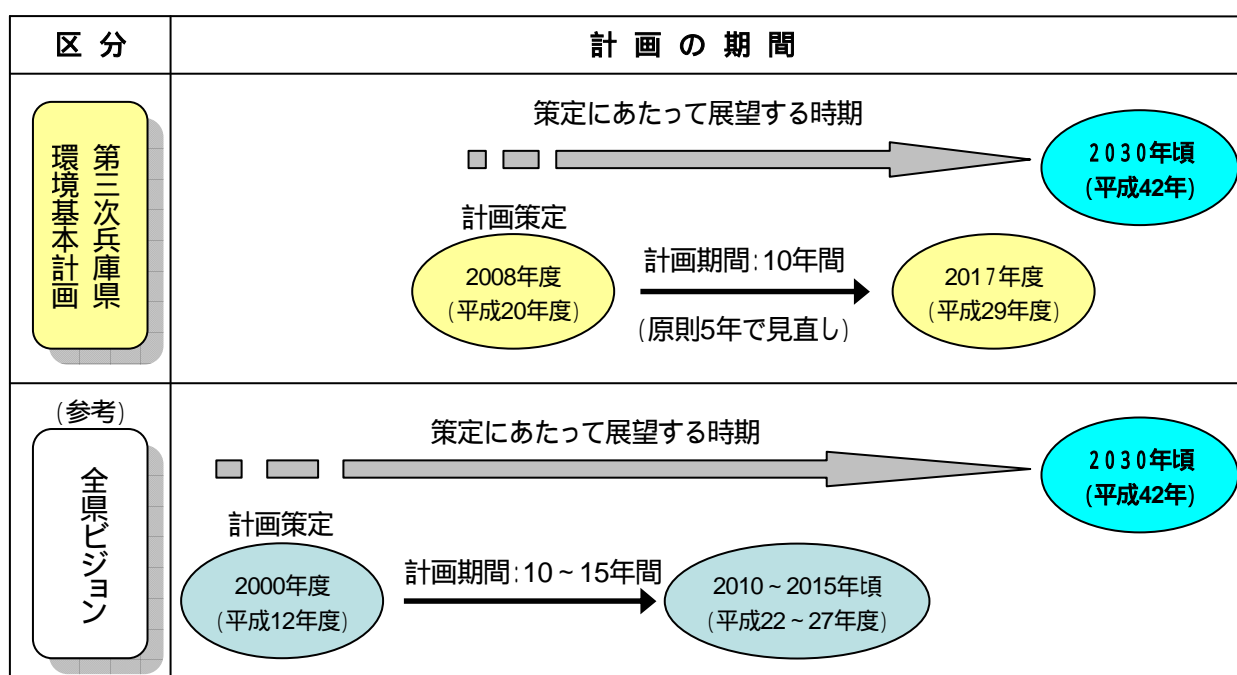 区 分
計 画 の 期 間
第三次兵庫県
環境基本計画
策定にあたって展望する時期
2030年頃
(平成42年)
計画策定
2008年度
(平成20年度)
計画期間:10年間
(原則5年で見直し)
2017年度
(平成29年度)
(参考)
全県ビジョン
策定にあたって展望する時期
2030年頃
(平成42年)
計画策定
2000年度
(平成12年度)
計画期間:10~15年間
2010~2015年頃
(平成22~27年度)